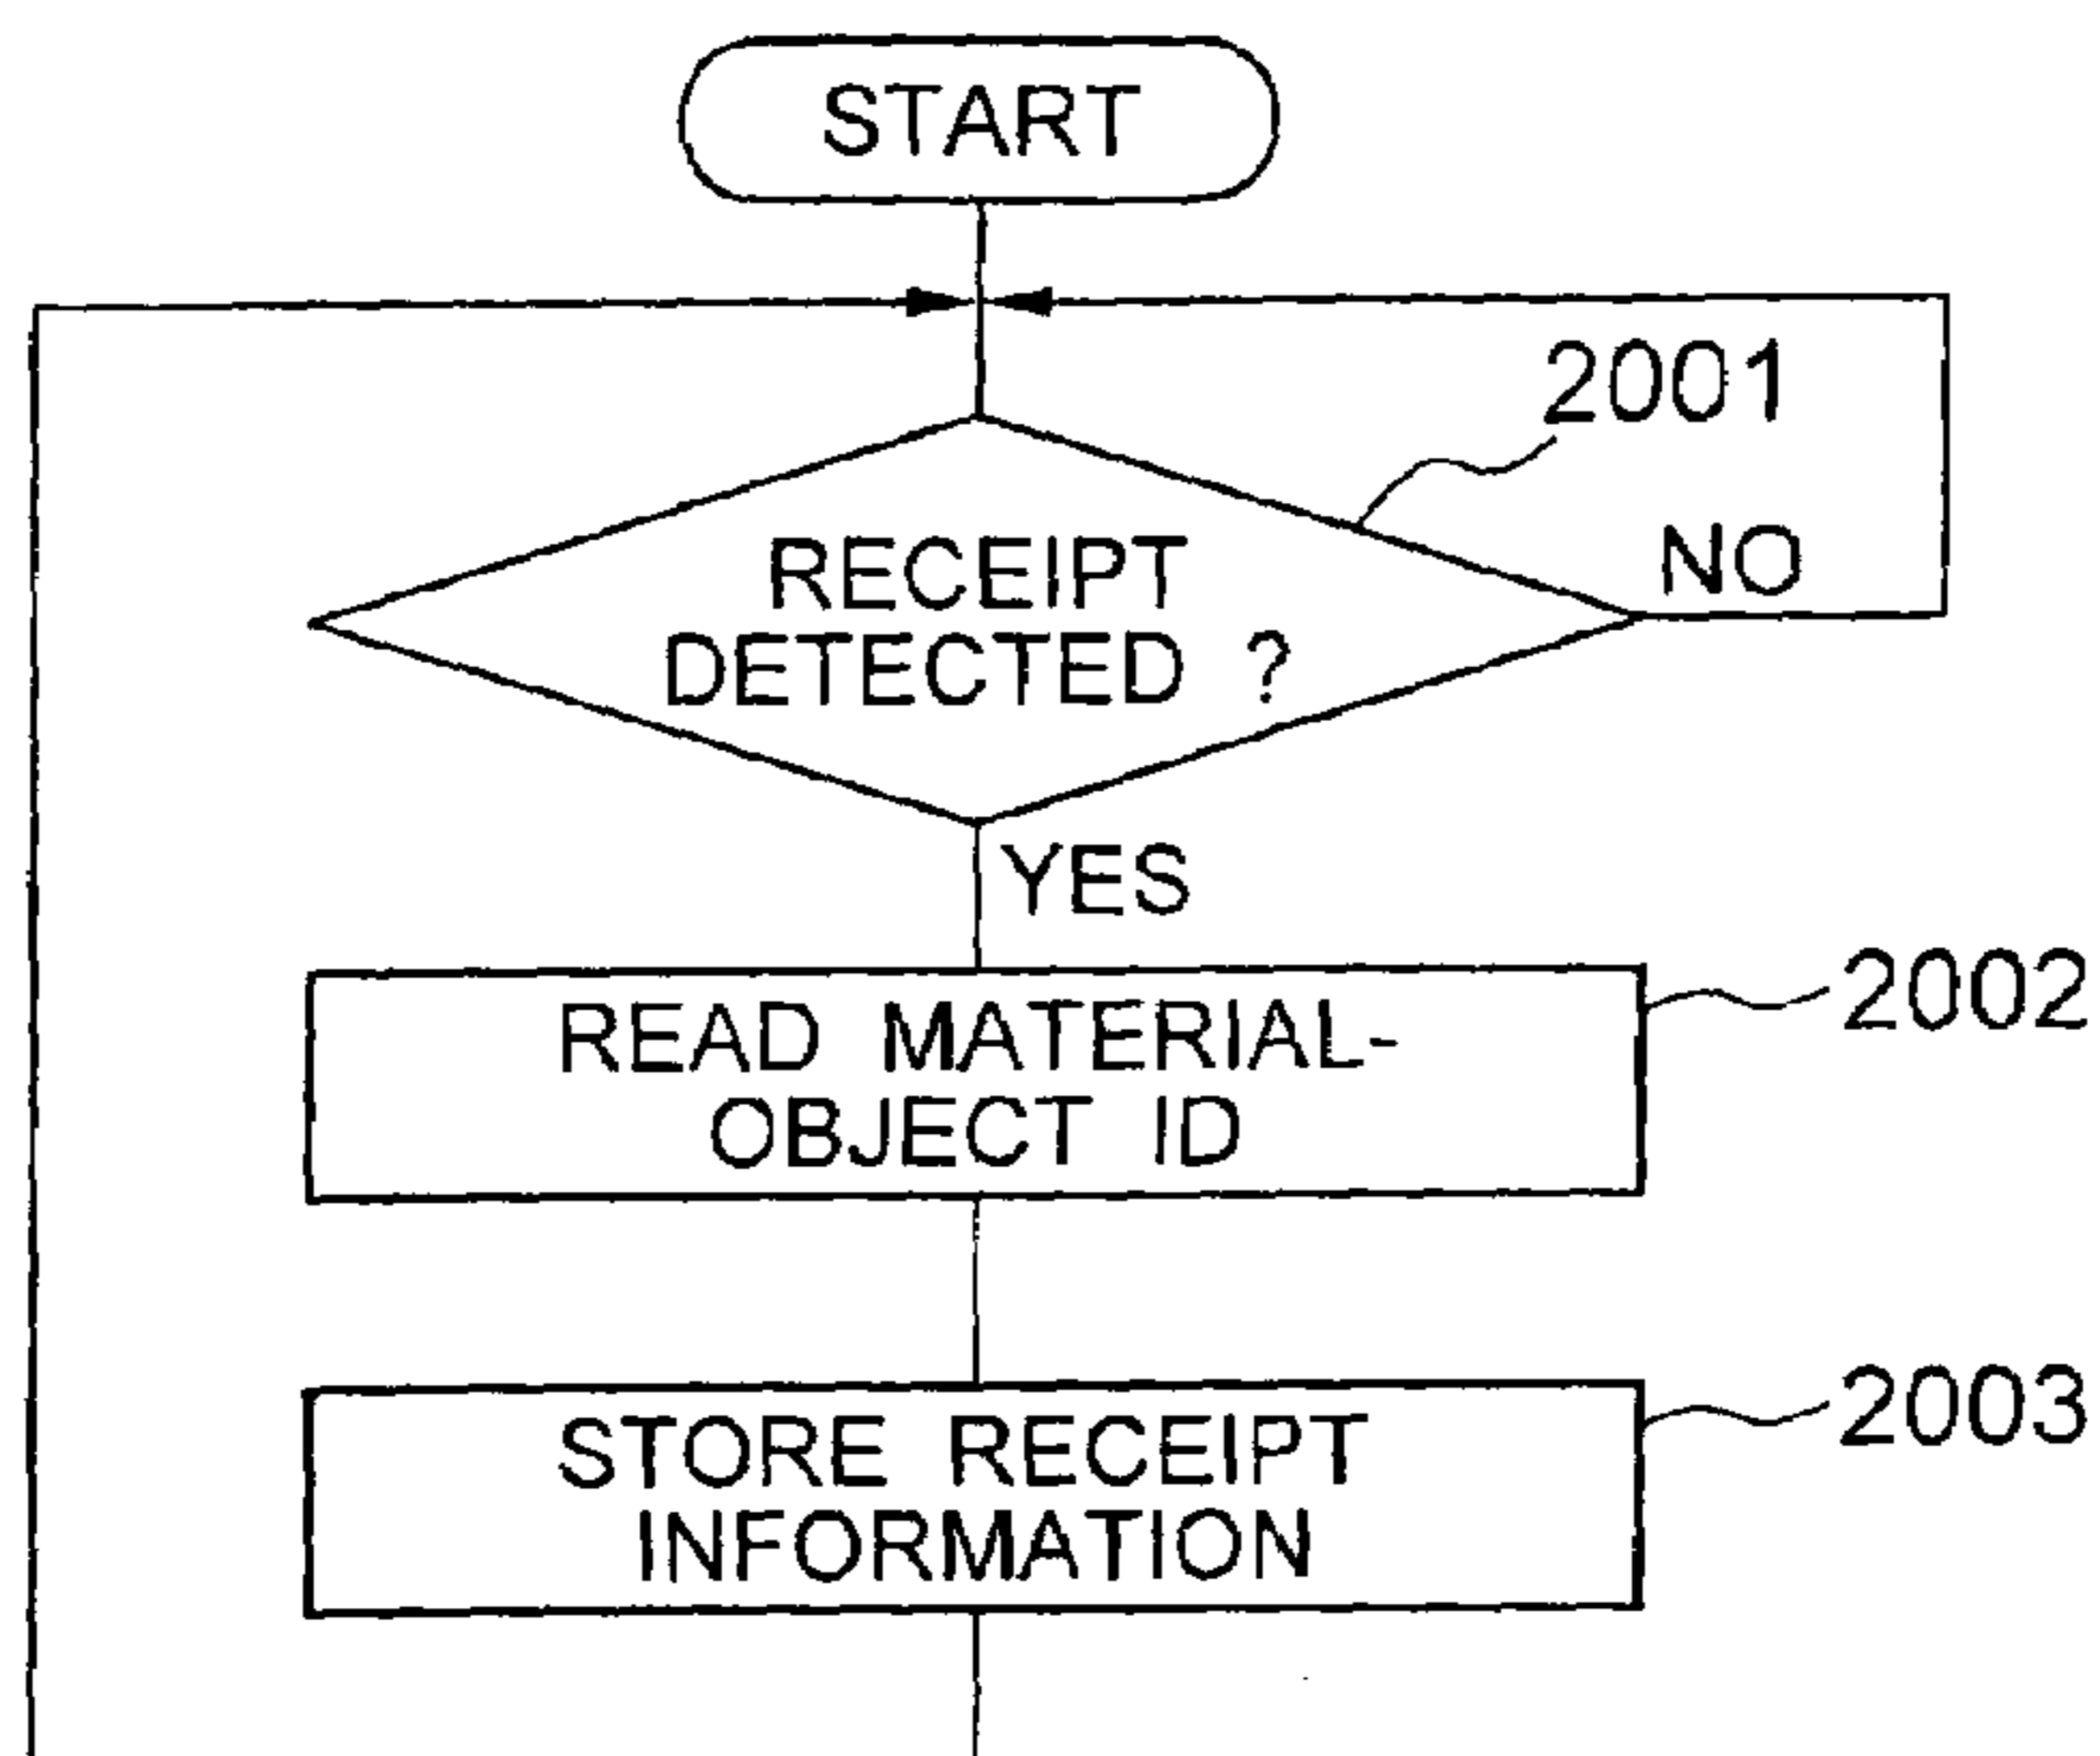 START
2001
RECEIPT
DETECTED ?
NO
YES
READ MATERIAL-
OBJECT ID
2002
STORE RECEIPT
INFORMATION
2003